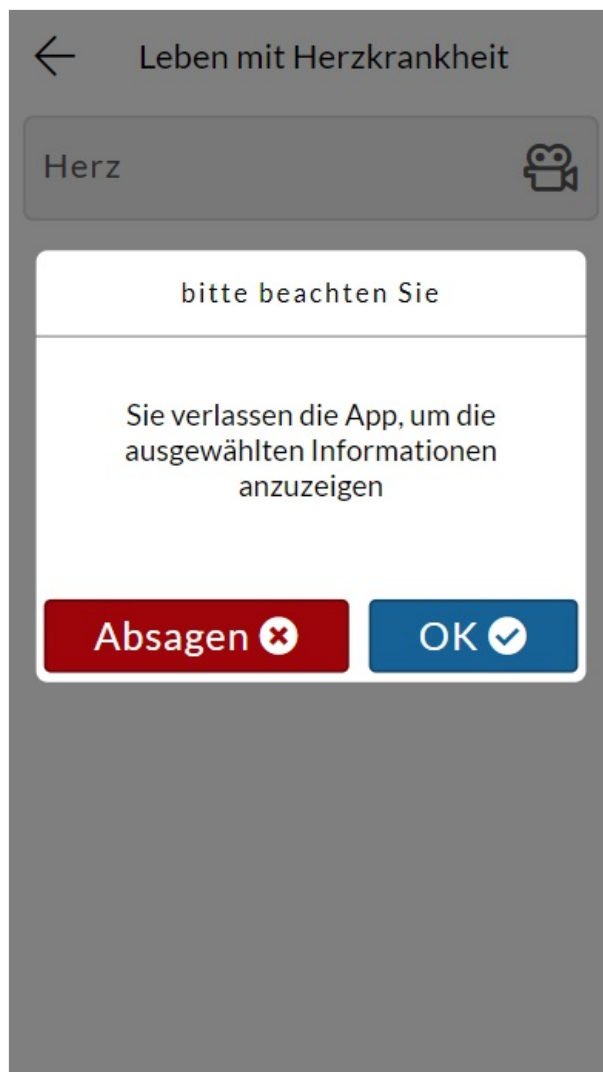 Leben mit Herzkrankheit
Herz
bitte beachten Sie
Sie verlassen die App, um die
ausgewählten Informationen
anzuzeigen
Absagen
OK